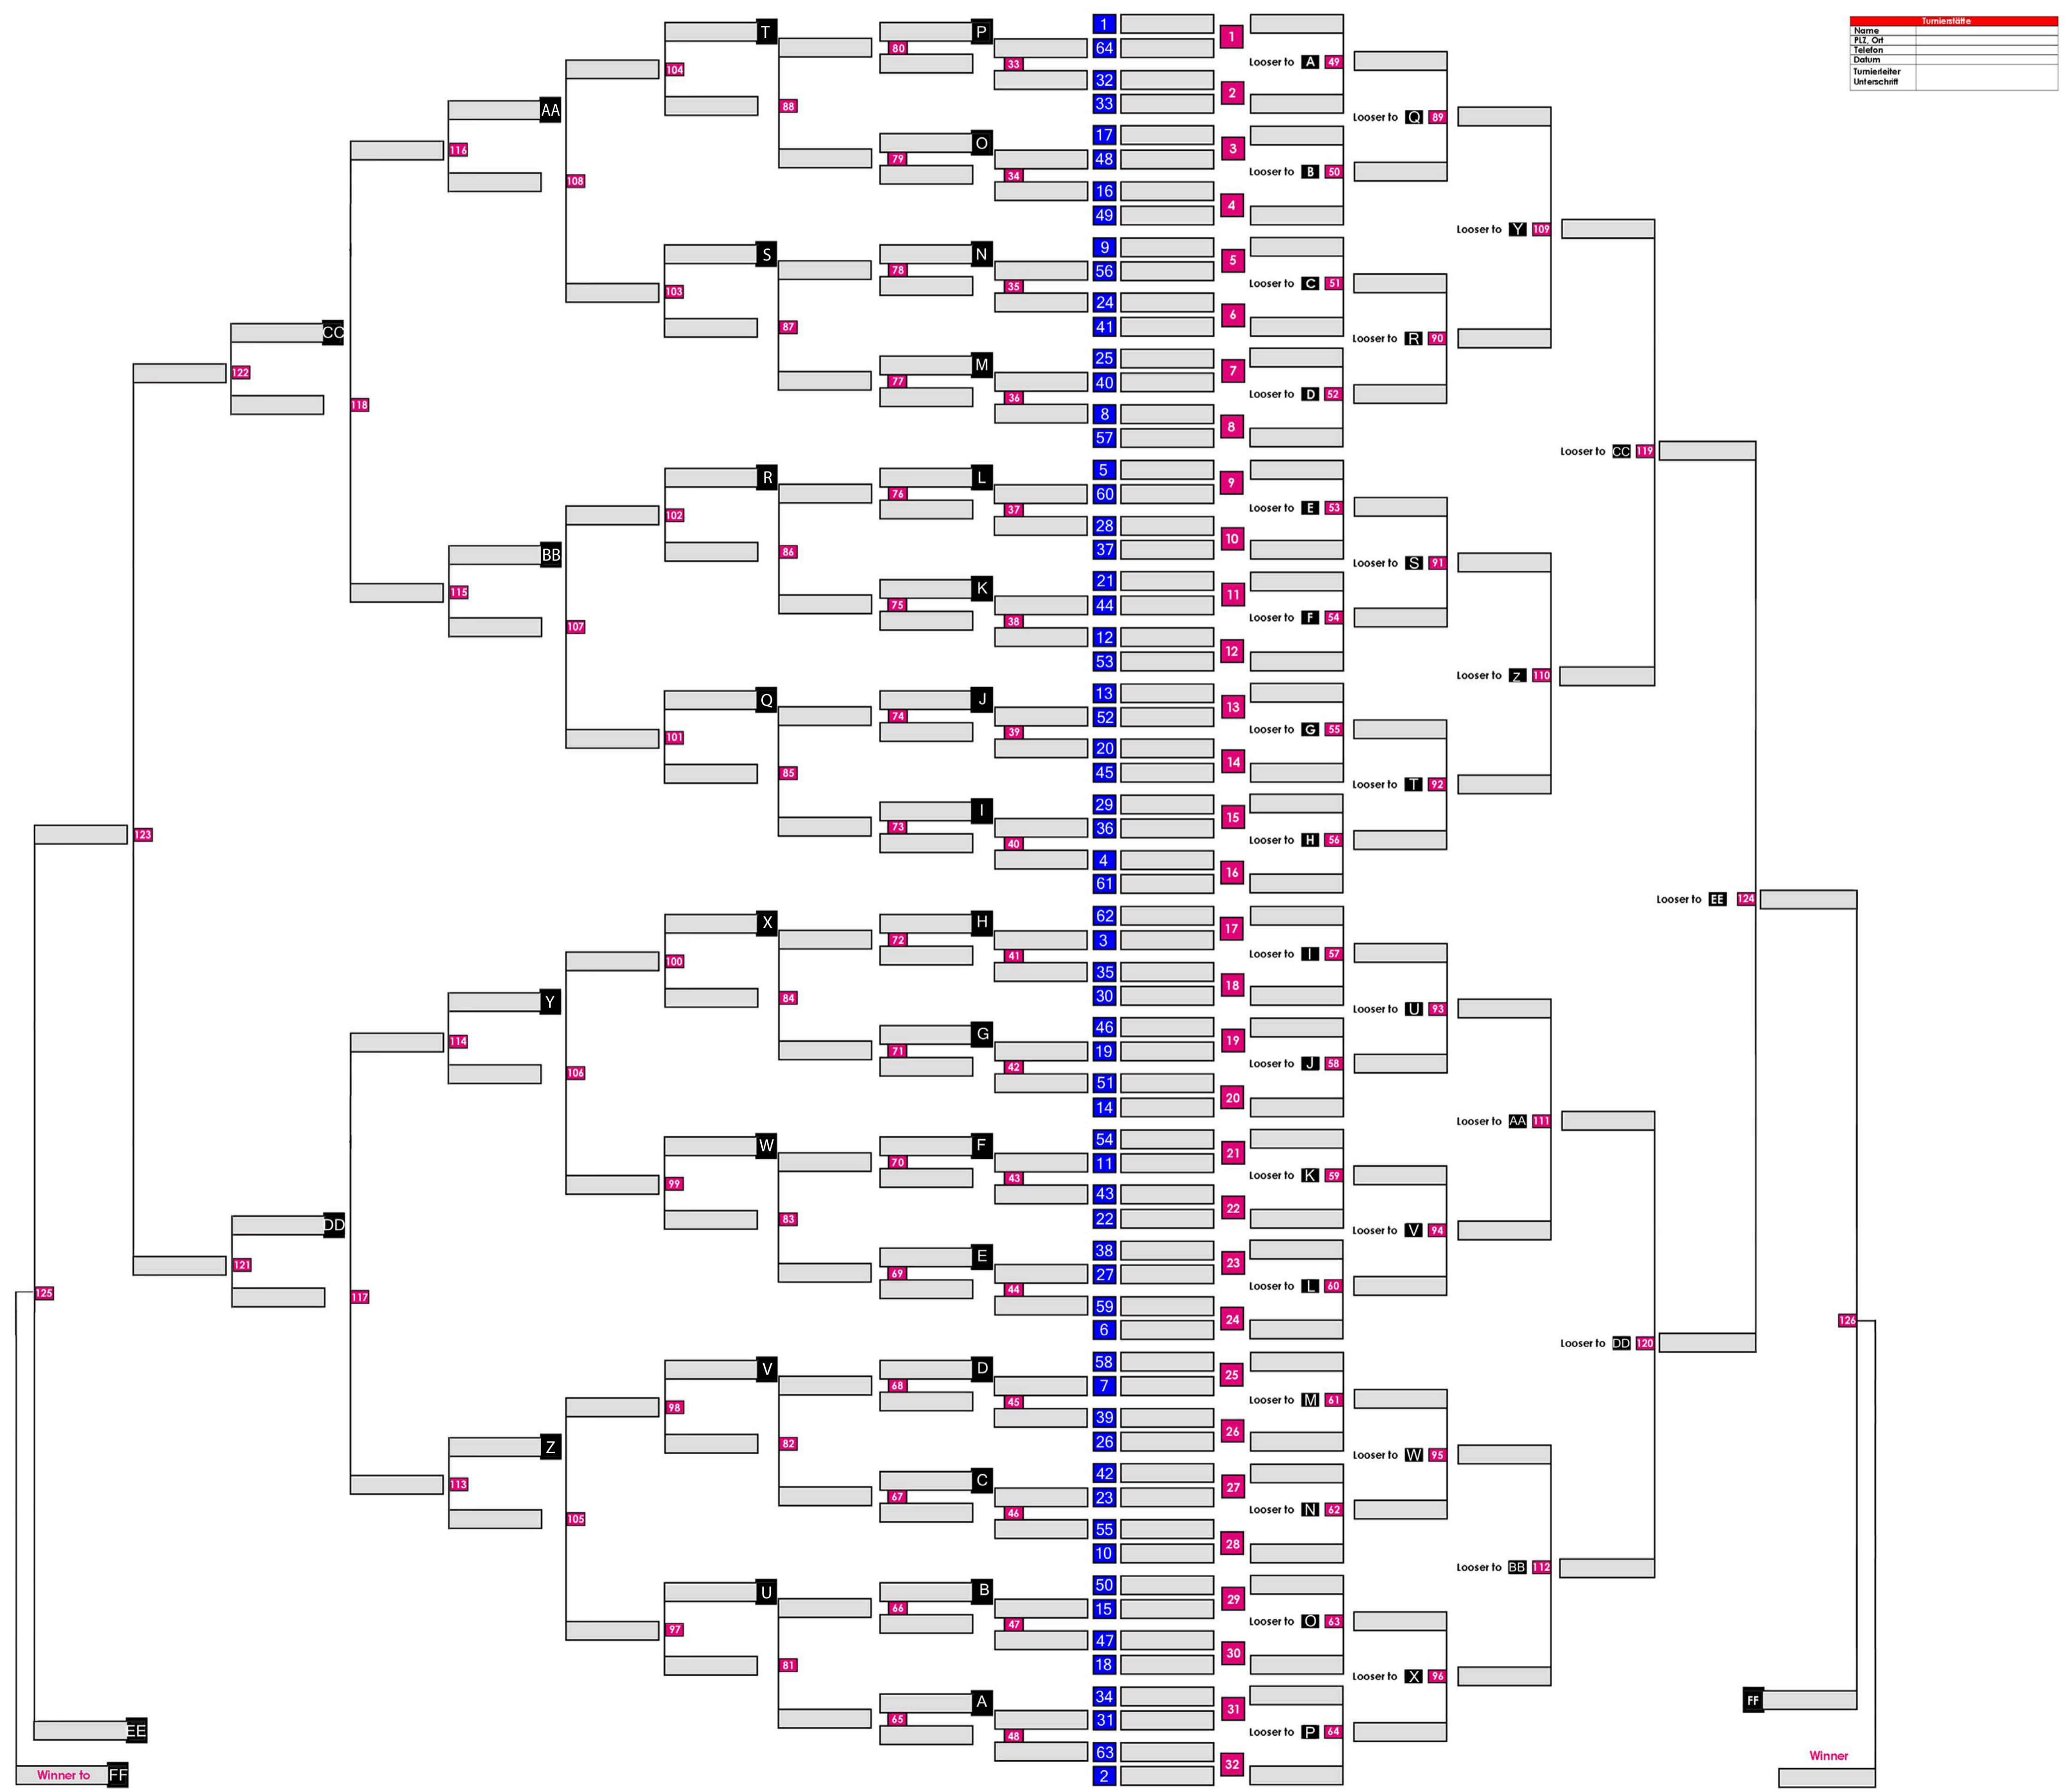 Turnierstätte
Name
PLZ, Ort
Telefon
Datum
Turnierleiter
Unterschrift
T P 1 1
80 64
104 33 32 Looser to A 49
88 33 2
AA Looser to Q 89
O 17 3
116 79 48
108 34 16 Looser to B 50
49 4
Looser to Y 109
S N 9 5
78 56
103 35 24 Looser to C 51
87 41 6
CC Looser to R 90
122 M 25 7
77 40
118 36 8 Looser to D 52
57 8
Looser to CC 119
R L 5 9
76 60
102 37 28 Looser to E 53
86 37 10
BB Looser to S 91
115 K 21 11
75 44
107 38 12 Looser to F 54
53 12
Looser to Z 110
Q J 13 13
74 52
101 39 20 Looser to G 55
85 45 14
Looser to T 92
I 29 15
123 73 36
40 4 Looser to H 56
61 16
Looser to EE 124
X H 62 17
72 3
100 41 35 Looser to I 57
84 30 18
Y Looser to U 93
114 G 46 19
71 19
106 42 51 Looser to J 58
14 20
Looser to AA 111
W F 54 21
70 11
99 43 43 Looser to K 59
83 22 22
DD Looser to V 94
121 E 38 23
69 27
125 117 44 59 Looser to L 60
6 24
126
Looser to DD 120
V D 58 25
68 7
98 45 39 Looser to M 61
82 26 26
Z Looser to W 95
113 C 42 27
67 23
105 46 55 Looser to N 62
10 28
Looser to BB 112
U B 50 29
66 15
97 47 47 Looser to O 63
81 18 30
Looser to X 96
A 34 31 FF
65 31
EE 48 63 Looser to P 64
Winner
Winner to FF 2 32